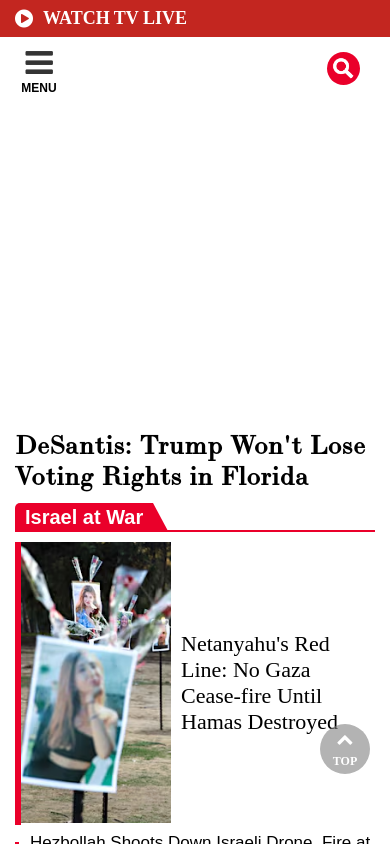 WATCH TV LIVE
MENU
DeSantis: Trump Won't Lose
Voting Rights in Florida
Israel at War
Netanyahu's Red
Line: No Gaza
Cease-fire Until
Hamas Destroyed
TOP
Hezbollah Shoots Down Israeli Drone, Fire at